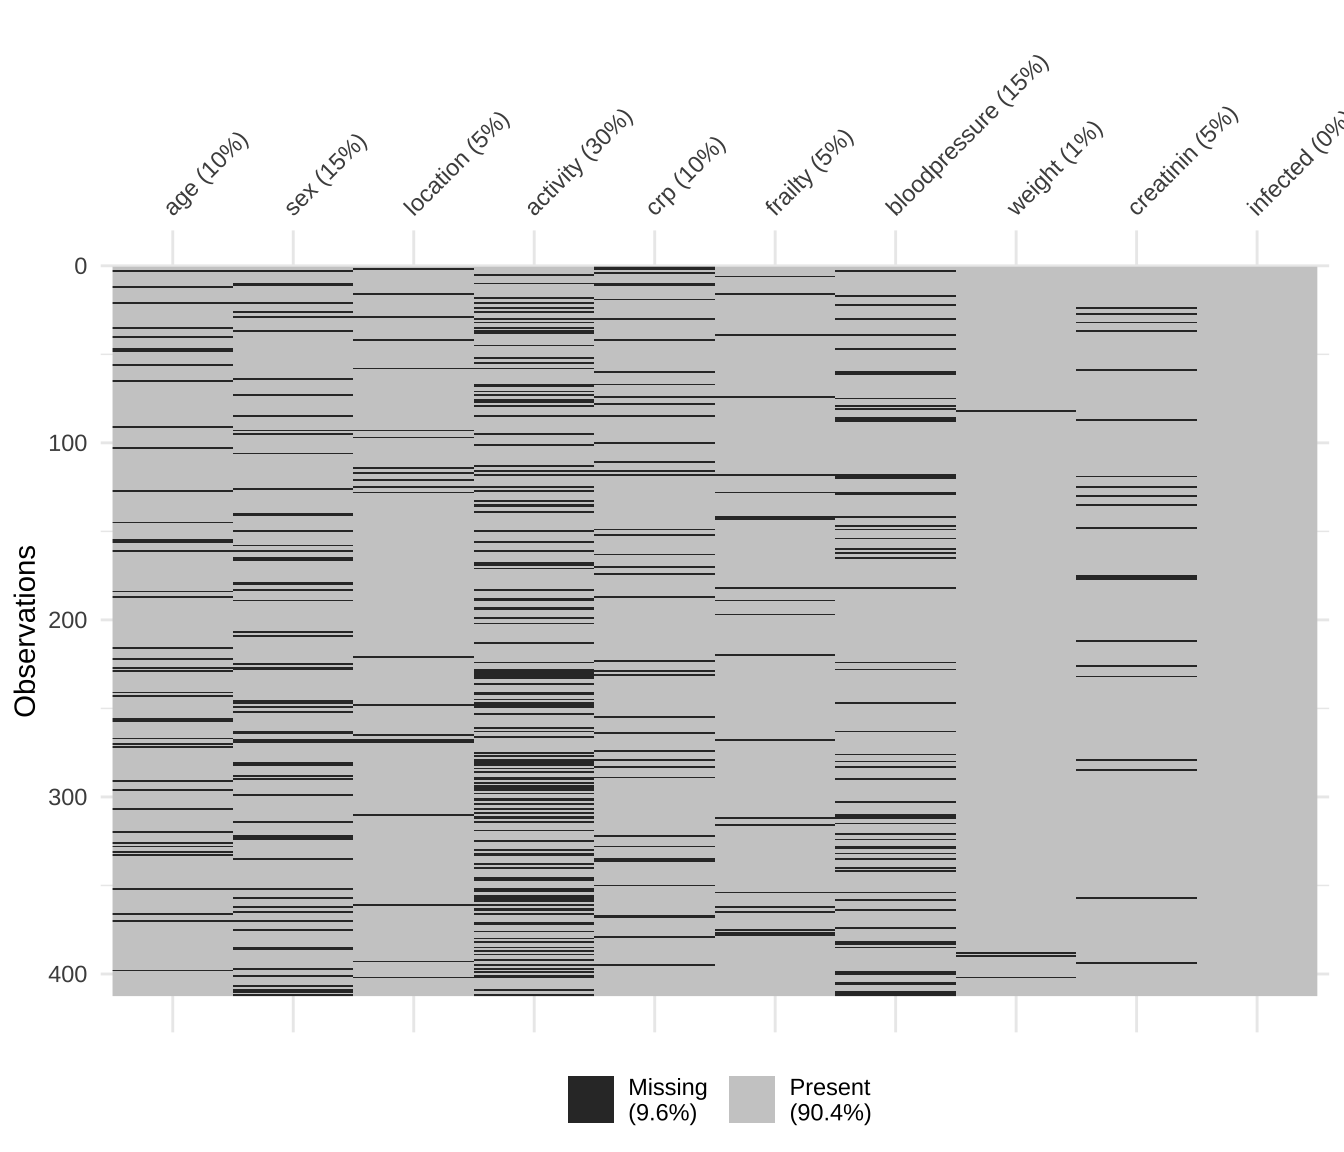 age (10%)
sex (15%)
location (5%)
activity (30%)
crp (10%)
frailty (5%)
bloodpressure (15%)
weight (1%)
creatinin (5%)
infected (0%
0
100
200
300
400
Observations
Missing
(9.6%)
Present
(90.4%)